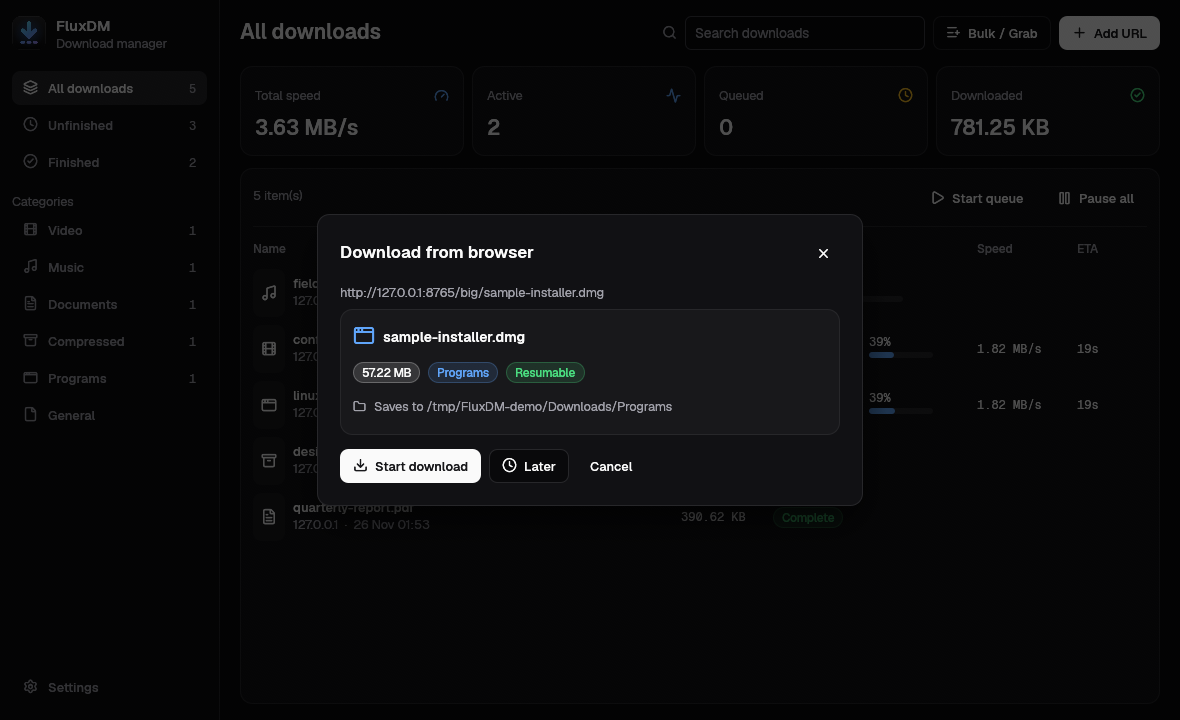 FluxDM
Download manager
All downloads 5
Unfinished 3
Finished 2
Categories
Video 1
Music 1
Documents 1
Compressed 1
Programs 1
General
Settings
All downloads
Search downloads
Bulk / Grab
Add URL
Total speed
3.63 MB/s
Active
2
Queued
0
Downloaded
781.25 KB
5 item(s)
Start queue
Pause all
Name Speed ETA
39% 1.82 MB/s 19s
39% 1.82 MB/s 19s
quarterly-report.pdf
127.0.0.1 · 26 Nov 01:53 390.62 KB Complete
Download from browser
http://127.0.0.1:8765/big/sample-installer.dmg
sample-installer.dmg
57.22 MB Programs Resumable
Saves to /tmp/FluxDM-demo/Downloads/Programs
Start download Later Cancel